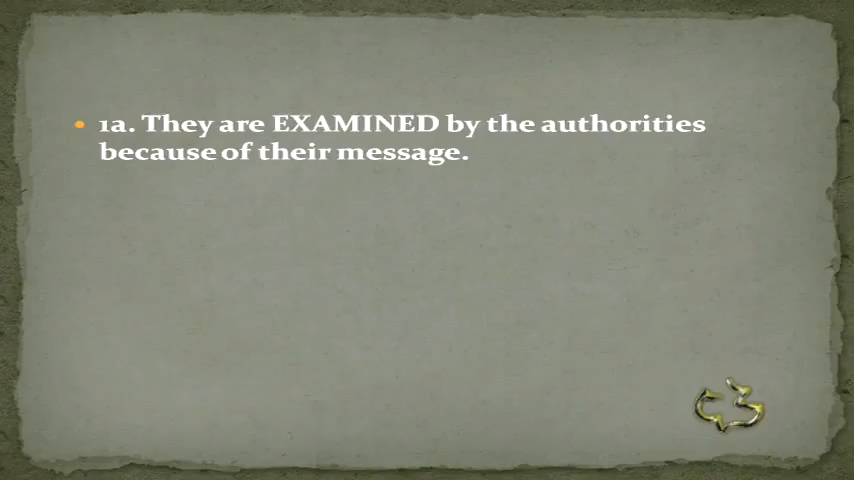 1a. They are EXAMINED by the authorities
because of their message.